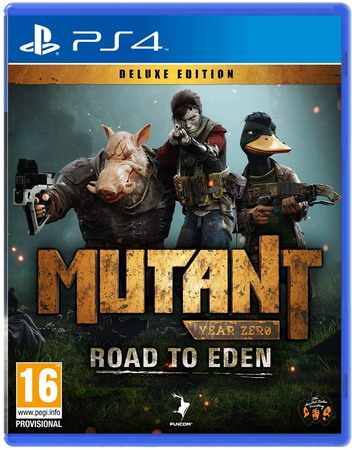 PS4
DELUXE EDITION
MUTANT
YEAR ZERO
ROAD TO EDEN
16
www.pegi.info
PROVISIONAL
FUNCOM